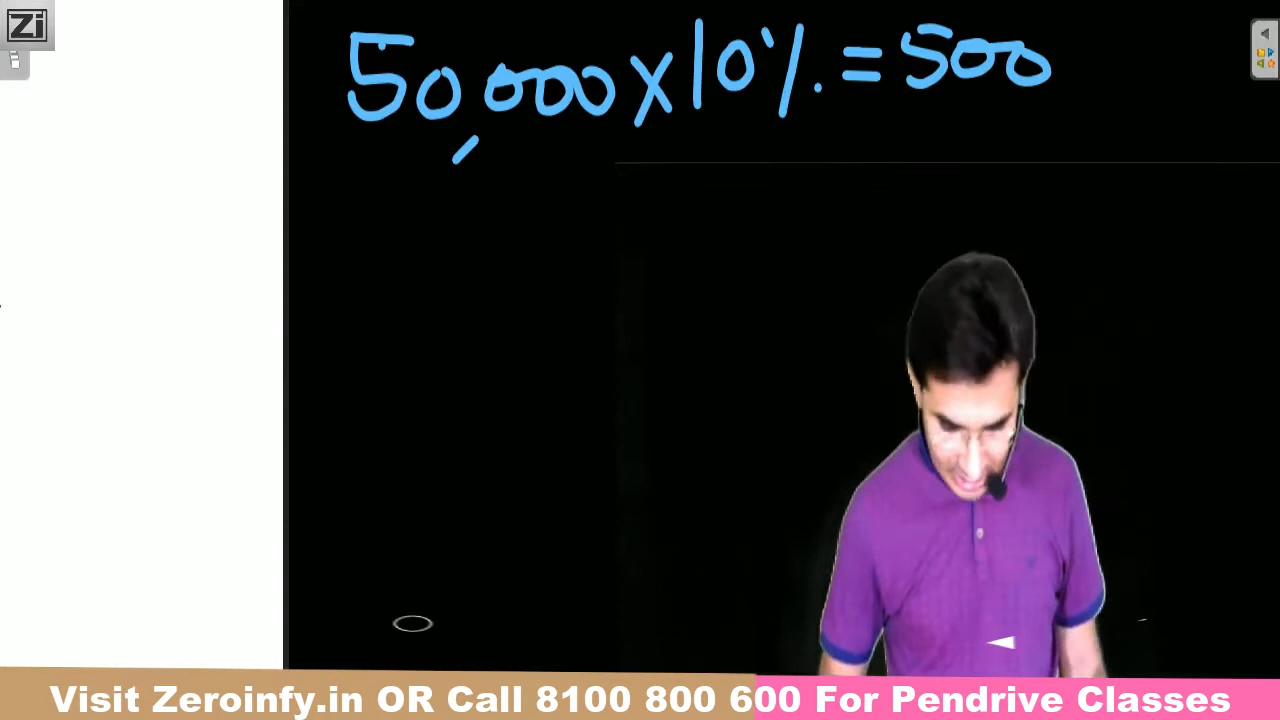 Zi
50,000 x 10%. = 500
Visit Zeroinfy.in OR Call 8100 800 600 For Pendrive Classes